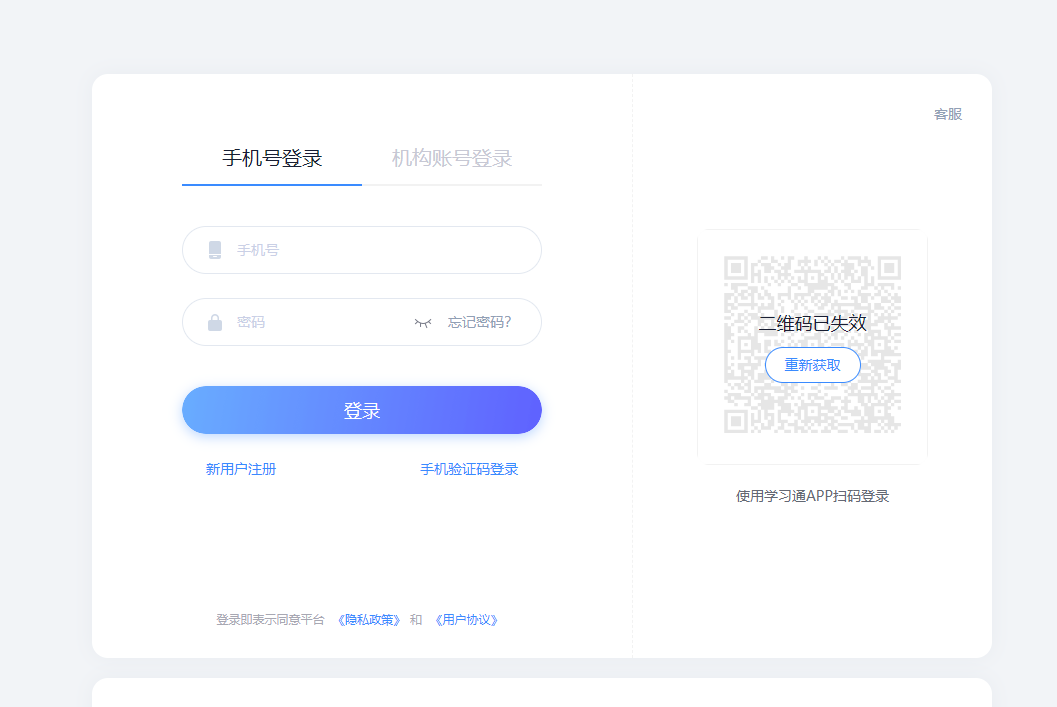 客服
手机号登录 机构账号登录
手机号
密码 忘记密码?
登录
新用户注册 手机验证码登录
二维码已失效
重新获取
使用学习通APP扫码登录
登录即表示同意平台 《隐私政策》 和 《用户协议》